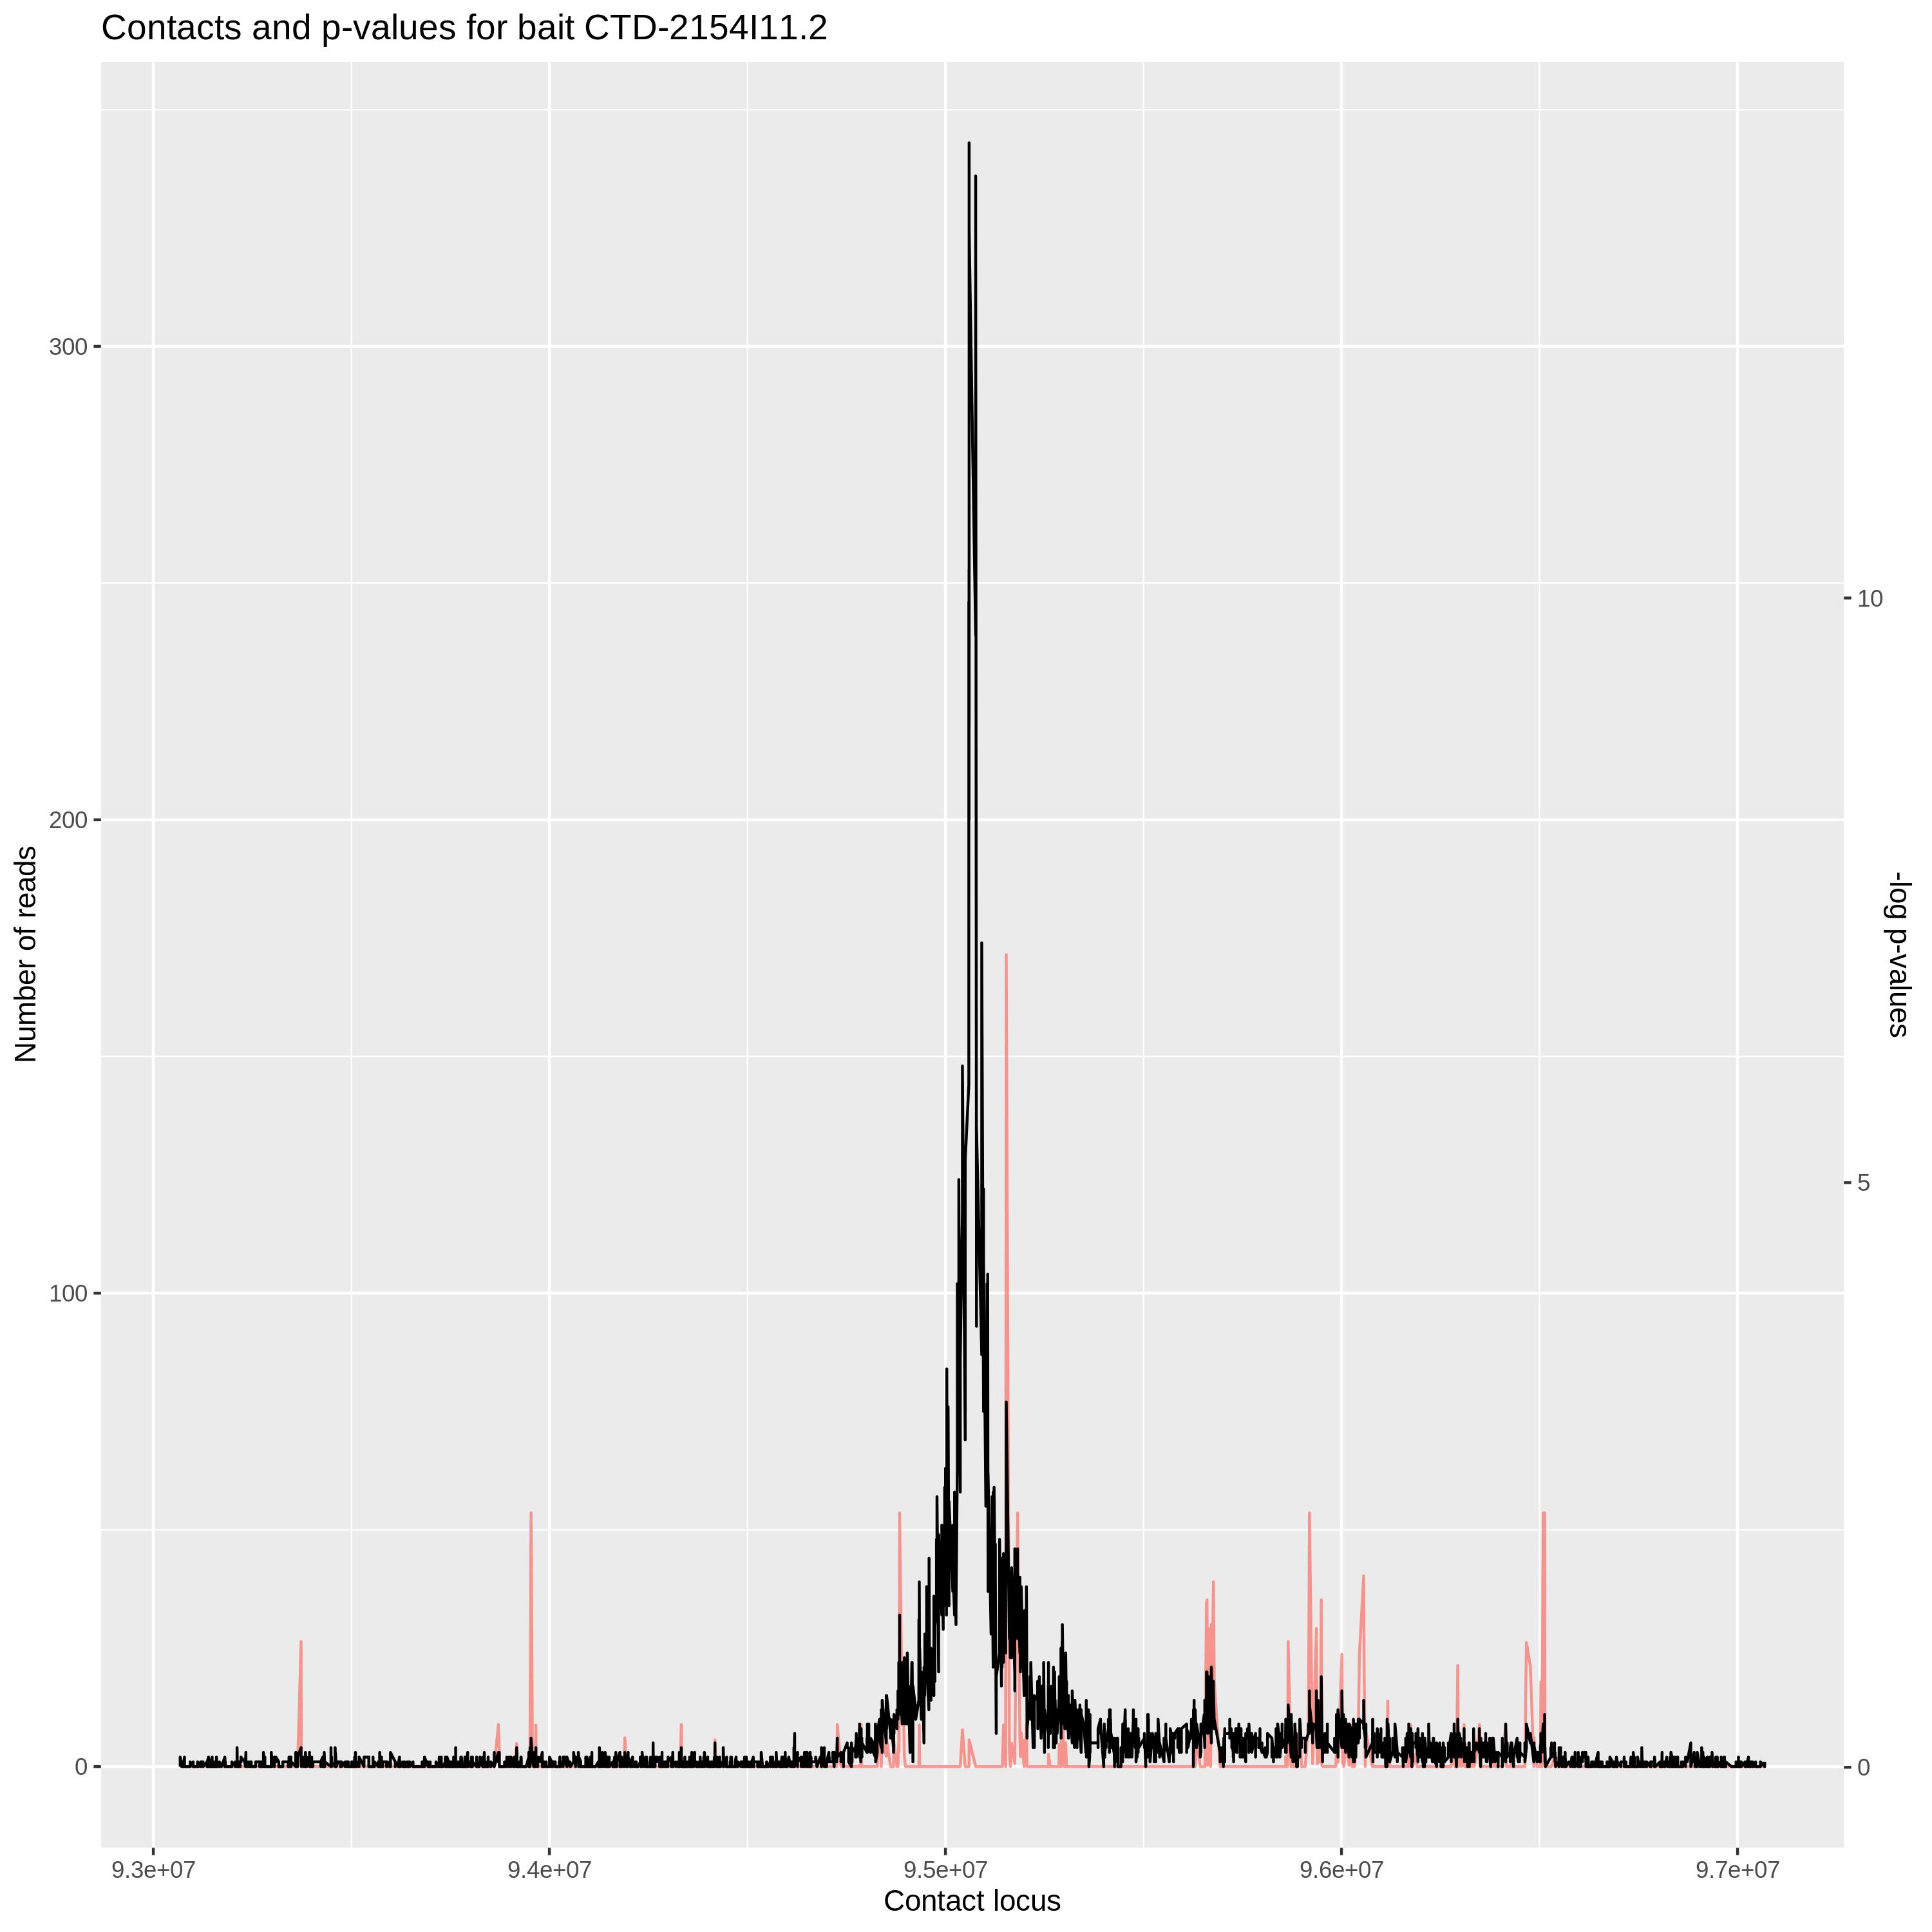 Contacts and p-values for bait CTD-2154I11.2
300
200
100
0
Number of reads
10
5
0
-log p-values
9.3e+07
9.4e+07
9.5e+07
9.6e+07
9.7e+07
Contact locus